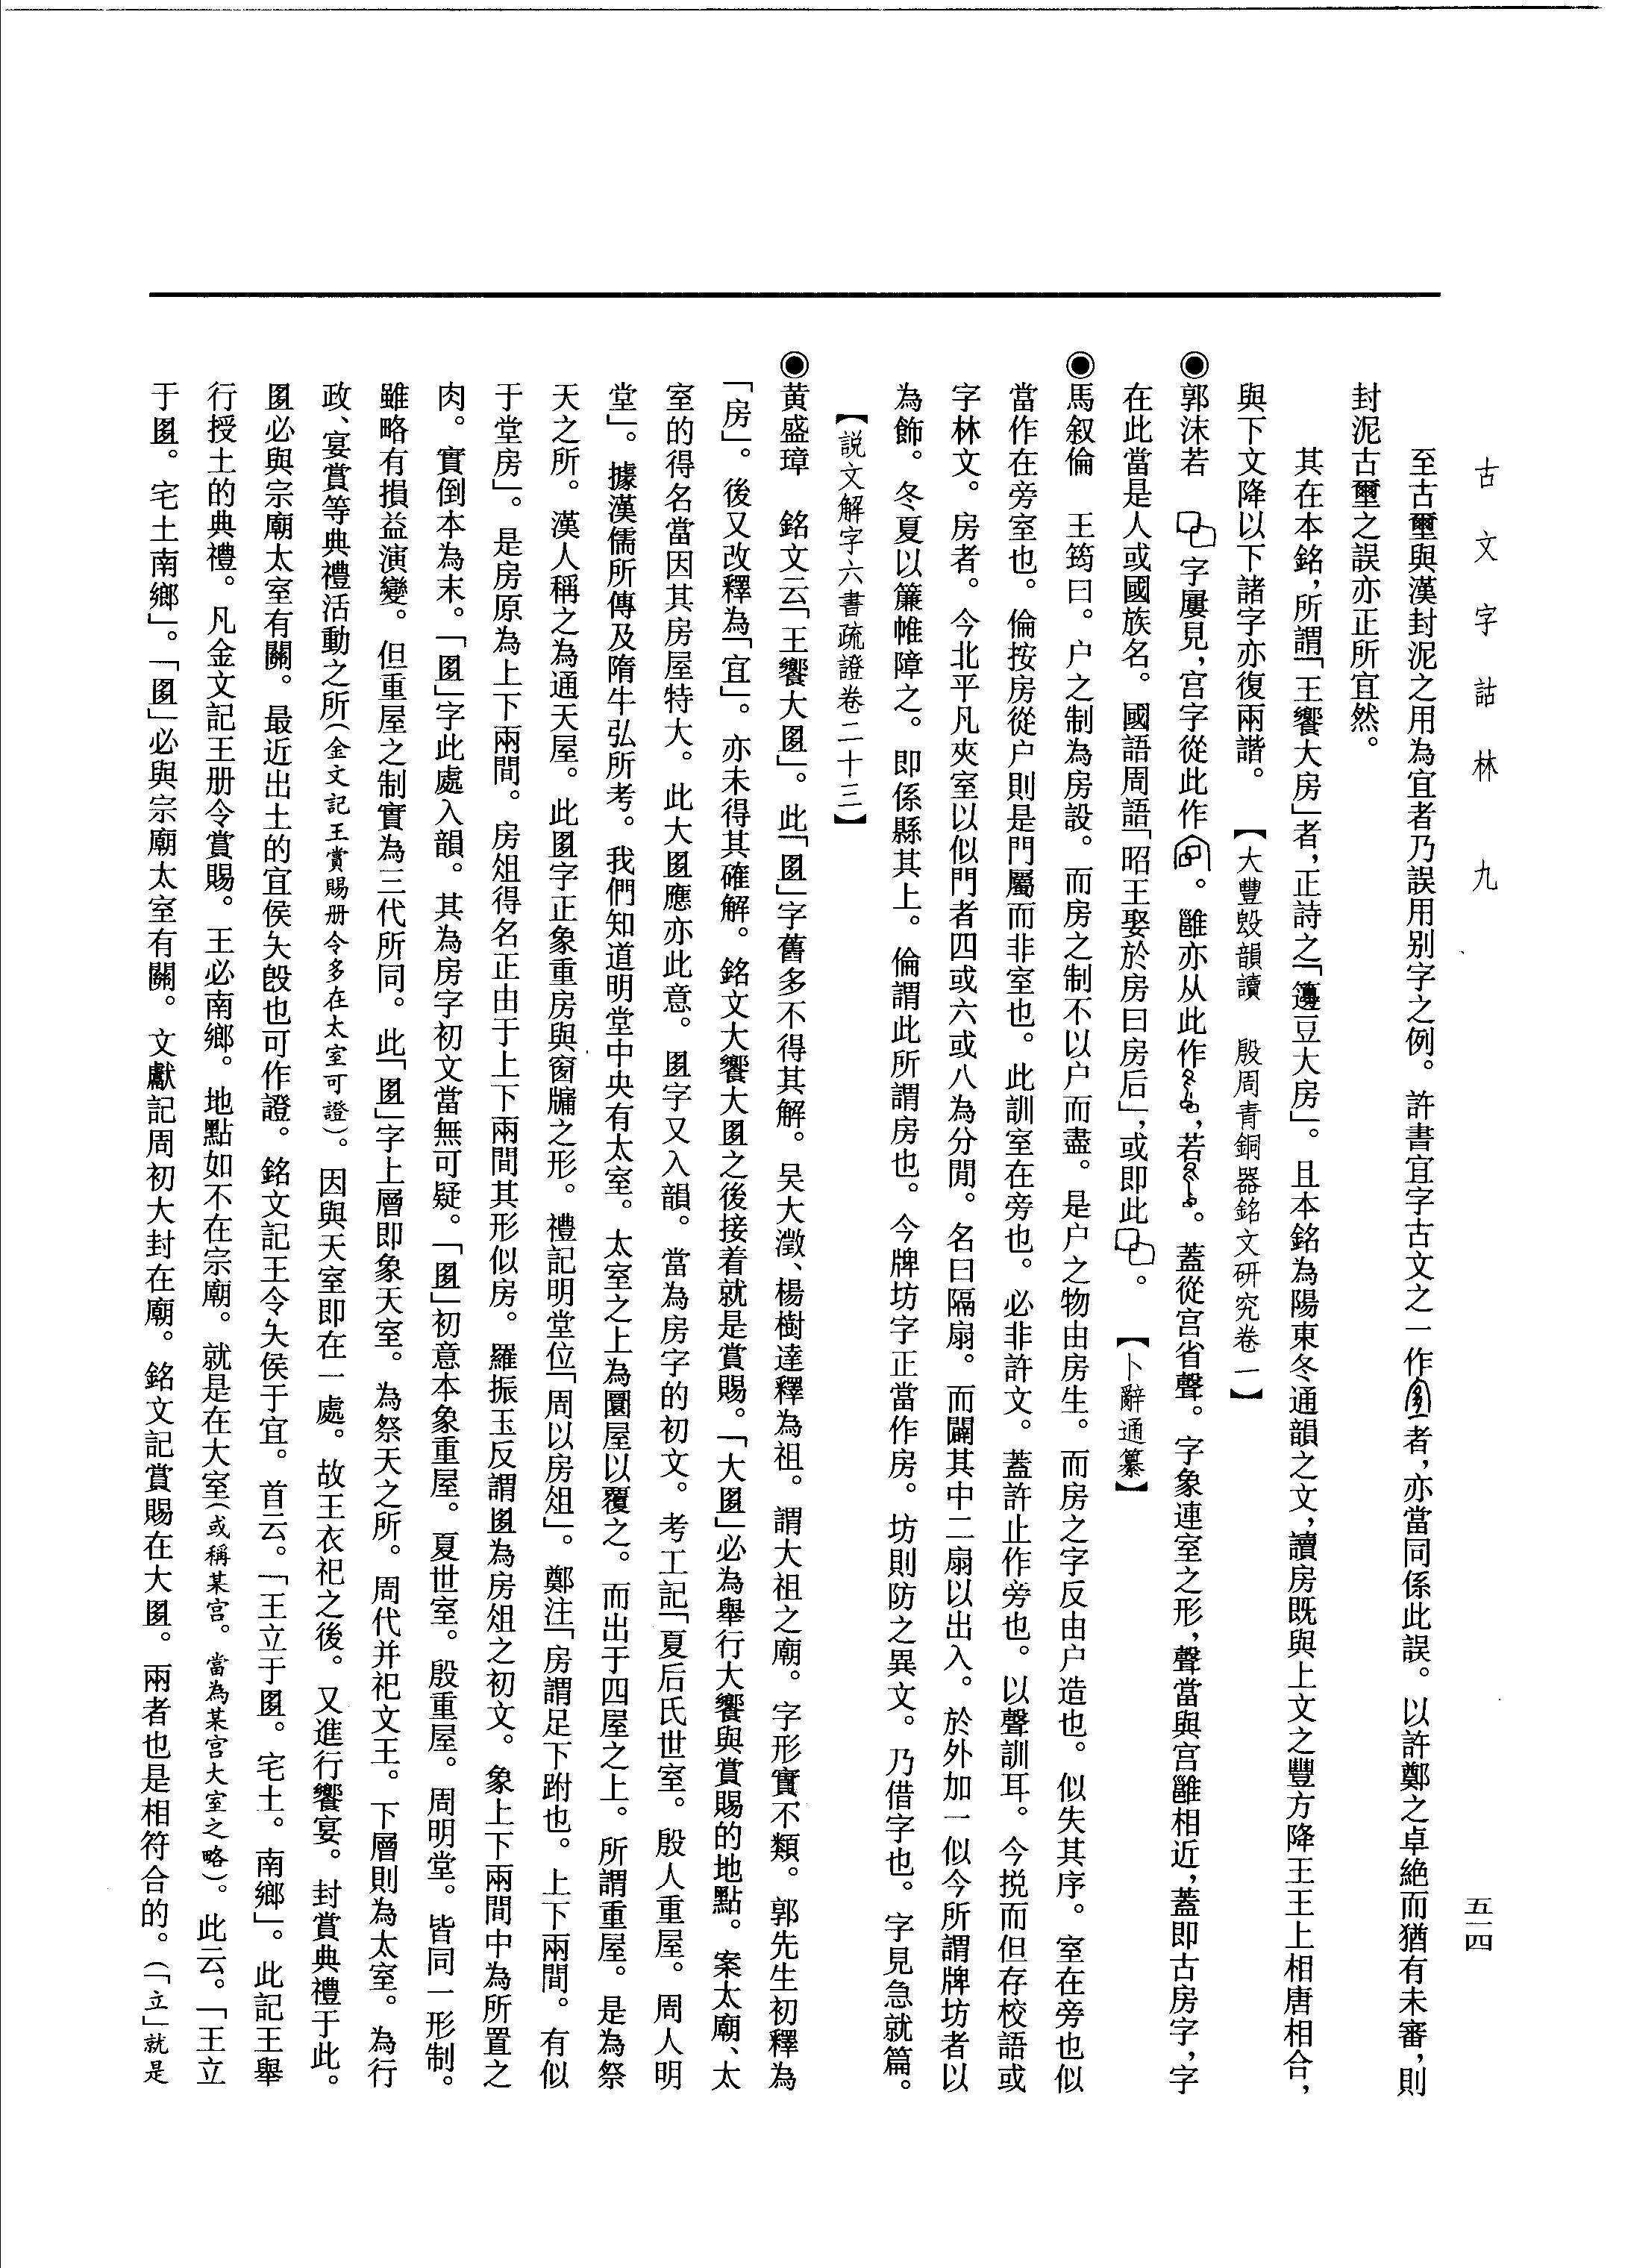 古文字詁林 九
五一四
至古壐與漢封泥之用為宜者乃誤用別字之例。許書宜字古文之一作者，亦當同係此誤。以許鄭之卓絶而猶有未審，則
封泥古壐之誤亦正所宜然。
其在本銘，所謂「王饗大房」者，正詩之「籩豆大房」。且本銘為陽東冬通韻之文，讀房既與上文之豐方降王王上相唐相合，
與下文降以下諸字亦復兩諧。【大豐𣪘韻讀　殷周青銅器銘文研究卷一】
◉郭沫若　字屢見，宫字從此作。雝亦从此作，若。蓋從宫省聲。字象連室之形，聲當與宫雝相近，蓋即古房字，字
在此當是人或國族名。國語周語「昭王娶於房曰房后」，或即此。【卜辭通纂】
◉馬叙倫　王筠曰。户之制為房設。而房之制不以户而盡。是户之物由房生。而房之字反由户造也。似失其序。室在旁也似
當作在旁室也。倫按房從户則是門屬而非室也。此訓室在旁也。必非許文。蓋許止作旁也。以聲訓耳。今挩而但存校語或
字林文。房者。今北平凡夾室以似門者四或六或八為分閒。名曰隔扇。而闢其中二扇以出入。於外加一似今所謂牌坊者以
為飾。冬夏以簾帷障之。即係縣其上。倫謂此所謂房也。今牌坊字正當作房。坊則防之異文。乃借字也。字見急就篇。
【説文解字六書疏證卷二十三】
◉黄盛璋　銘文云「王饗大𡇬」。此「𡇬」字舊多不得其解。吴大澂、楊樹達釋為祖。謂大祖之廟。字形實不類。郭先生初釋為
「房」。後又改釋為「宜」。亦未得其確解。銘文大饗大𡇬之後接着就是賞賜。「大𡇬」必為舉行大饗與賞賜的地點。案太廟、太
室的得名當因其房屋特大。此大𡇬應亦此意。𡇬字又入韻。當為房字的初文。考工記「夏后氏世室。殷人重屋。周人明
堂」。據漢儒所傳及隋牛弘所考。我們知道明堂中央有太室。太室之上為圜屋以覆之。而出于四屋之上。所謂重屋。是為祭
天之所。漢人稱之為通天屋。此𡇬字正象重房與窗牖之形。禮記明堂位「周以房俎」。鄭注「房謂足下跗也。上下兩間。有似
于堂房」。是房原為上下兩間。房俎得名正由于上下兩間其形似房。羅振玉反謂𡇬為房俎之初文。象上下兩間中為所置之
肉。實倒本為末。「𡇬」字此處入韻。其為房字初文當無可疑。「𡇬」初意本象重屋。夏世室。殷重屋。周明堂。皆同一形制。
雖略有損益演變。但重屋之制實為三代所同。此「𡇬」字上層即象天室。為祭天之所。周代并祀文王。下層則為太室。為行
政、宴賞等典禮活動之所（金文記王賞賜册令多在太室可證）。因與天室即在一處。故王衣祀之後。又進行饗宴。封賞典禮于此。
𡇬必與宗廟太室有關。最近出土的宜侯夨𣪘也可作證。銘文記王令夨侯于宜。首云。「王立于𡇬。宅土。南鄉」。此記王舉
行授土的典禮。凡金文記王册令賞賜。王必南鄉。地點如不在宗廟。就是在大室（或稱某宫。當為某宫大室之略）。此云。「王立
于𡇬。宅土南鄉」。「𡇬」必與宗廟太室有關。文獻記周初大封在廟。銘文記賞賜在大𡇬。兩者也是相符合的。（「立」就是